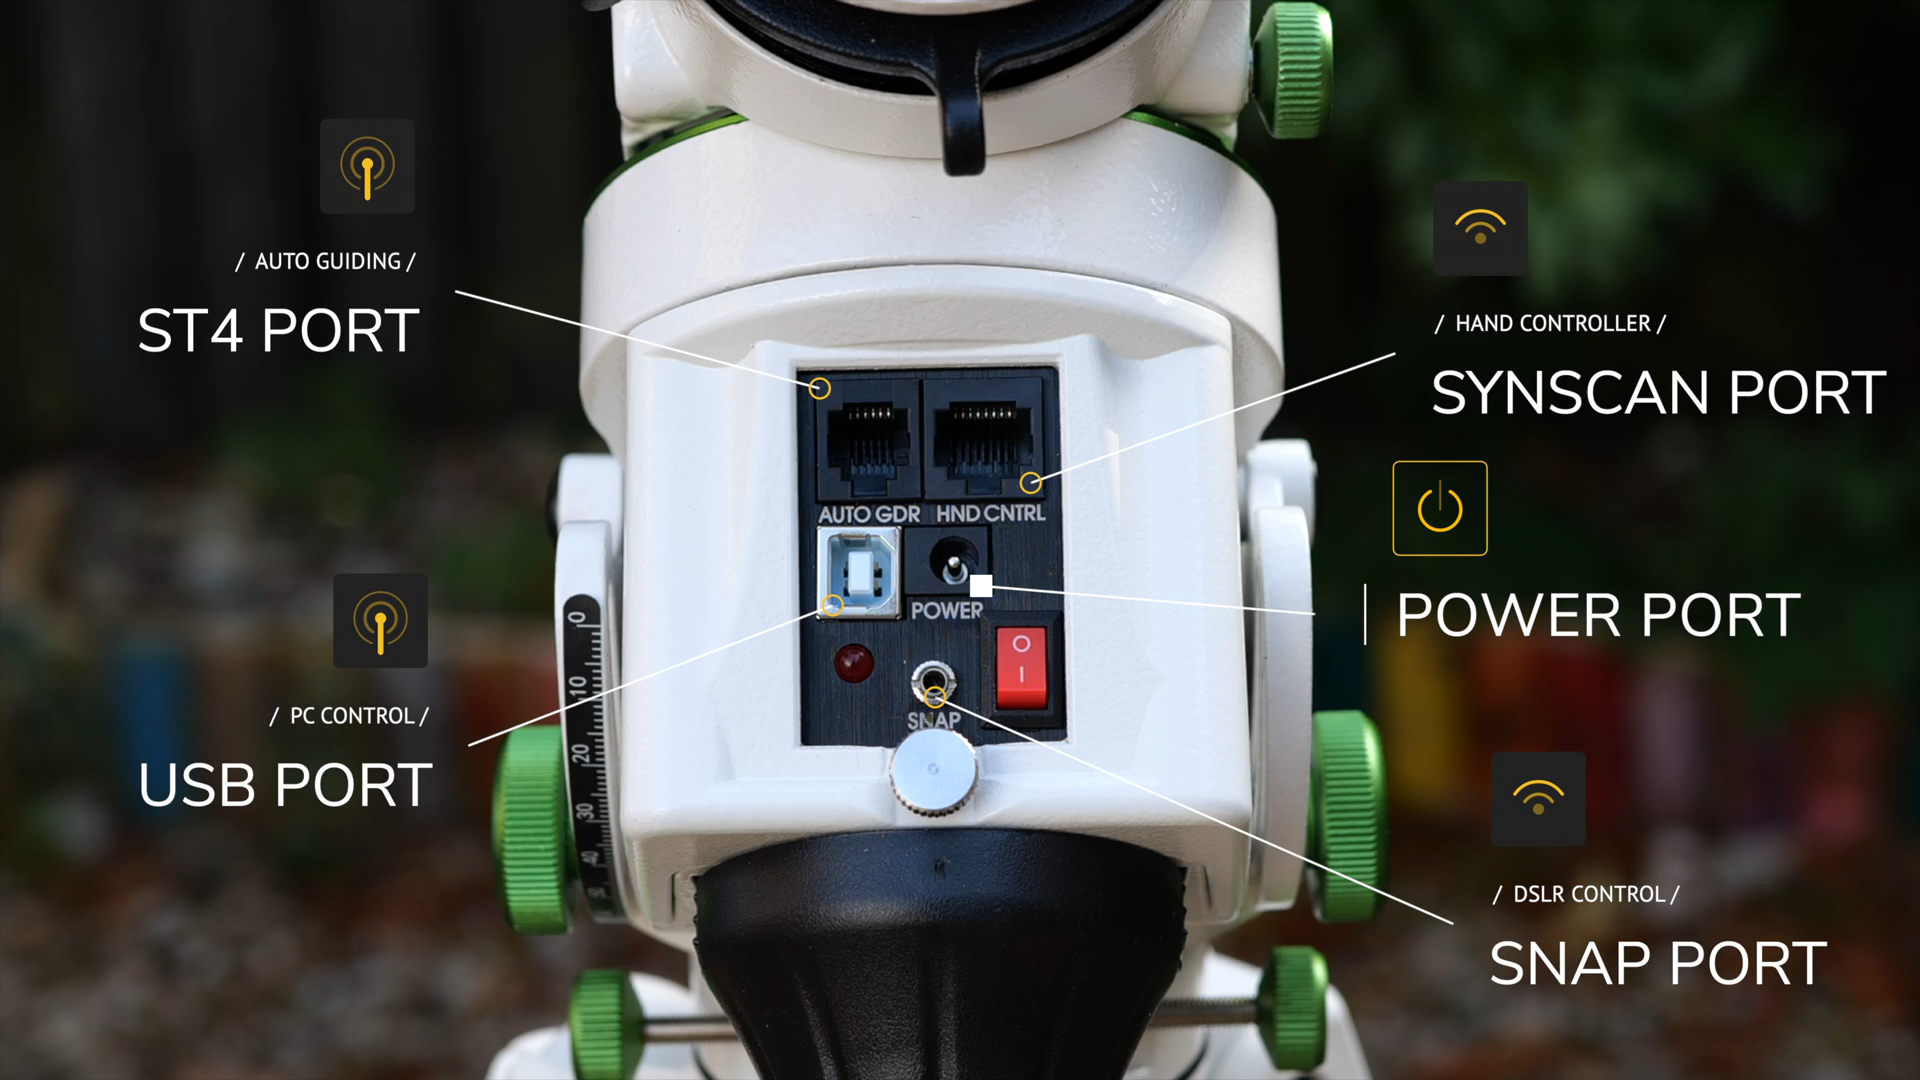 / AUTO GUIDING /
ST4 PORT
/ HAND CONTROLLER /
SYNSCAN PORT
AUTO GDR HND CNTRL
POWER
POWER PORT
O
I
SNAP
/ PC CONTROL /
USB PORT
/ DSLR CONTROL /
SNAP PORT
0
10
20
30
40